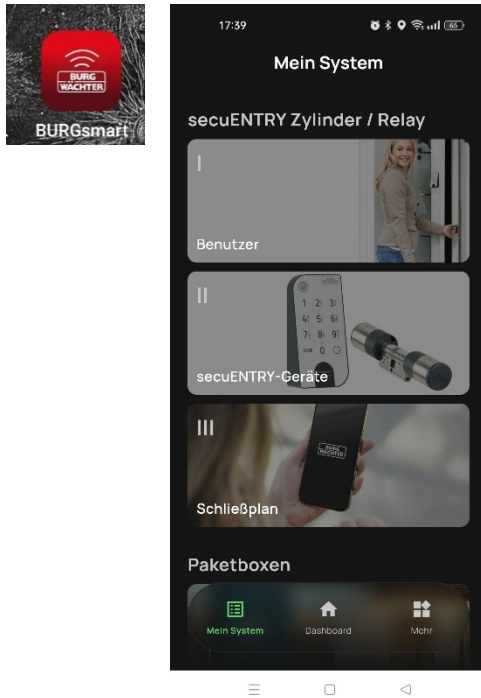 BURG
WÄCHTER
BURGsmart
17:39
65
Mein System
secuENTRY Zylinder / Relay
I
Benutzer
II
1 2 3
4 5 6
7 8 9
0
secuENTRY-Geräte
III
BURG
WÄCHTER
Schließplan
Paketboxen
Mein System
Dashboard
Mehr